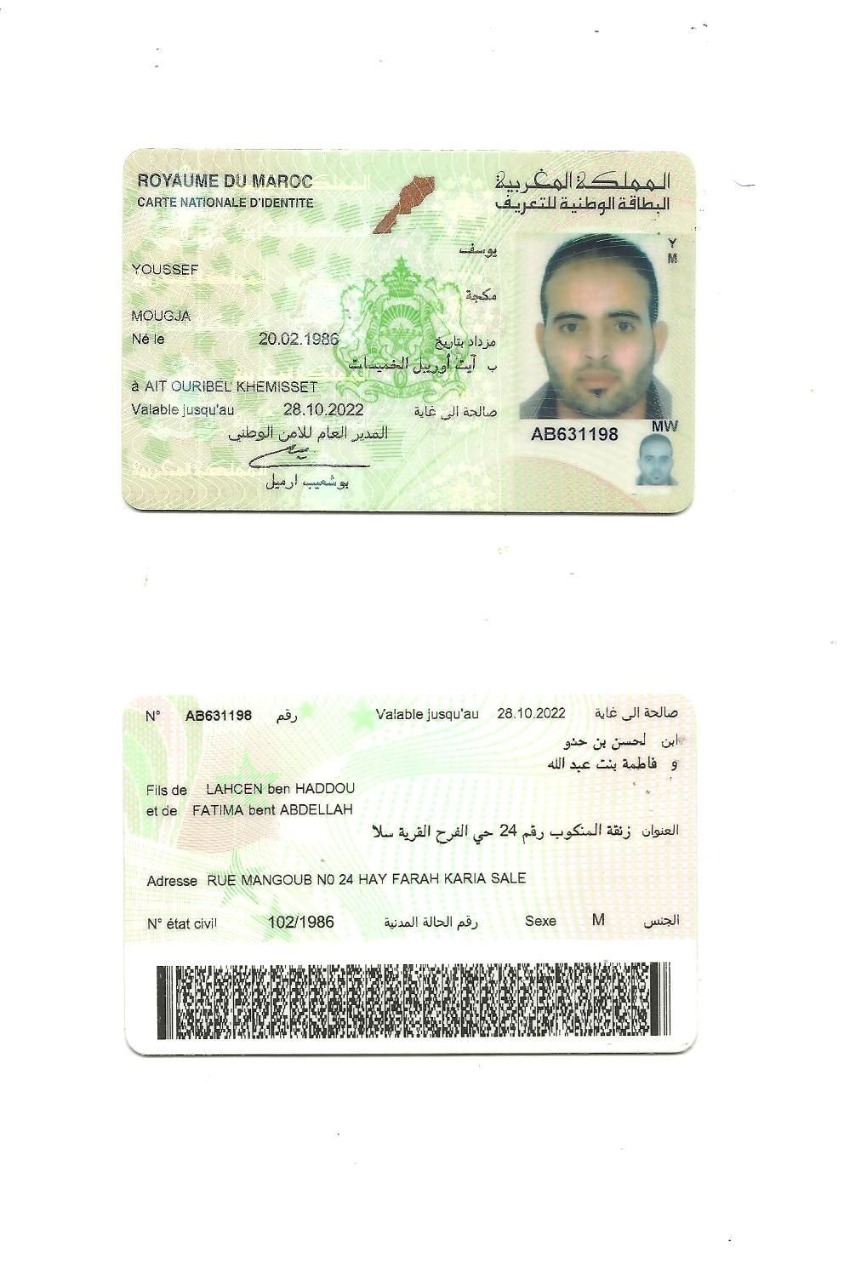 ROYAUME DU MAROC
المملكة المغربية
CARTE NATIONALE D'IDENTITE
البطاقة الوطنية للتعريف
يوسف
YOUSSEF
مكجة
MOUGJA
Né le 20.02.1986 مزداد بتاريخ
ب آيت أوريبل الخميسات
à AIT OURIBEL KHEMISSET
Valable jusqu'au 28.10.2022 صالحة الى غاية
المدير العام للامن الوطني
بوشعيب ارميل
Y
M
AB631198
MW
N° AB631198 رقم Valable jusqu'au 28.10.2022 صالحة الى غاية
ابن لحسن بن حدو
و فاطمة بنت عبد الله
Fils de LAHCEN ben HADDOU
et de FATIMA bent ABDELLAH
العنوان زنقة المنكوب رقم 24 حي الفرح القرية سلا
Adresse RUE MANGOUB N0 24 HAY FARAH KARIA SALE
N° état civil 102/1986 رقم الحالة المدنية Sexe M الجنس